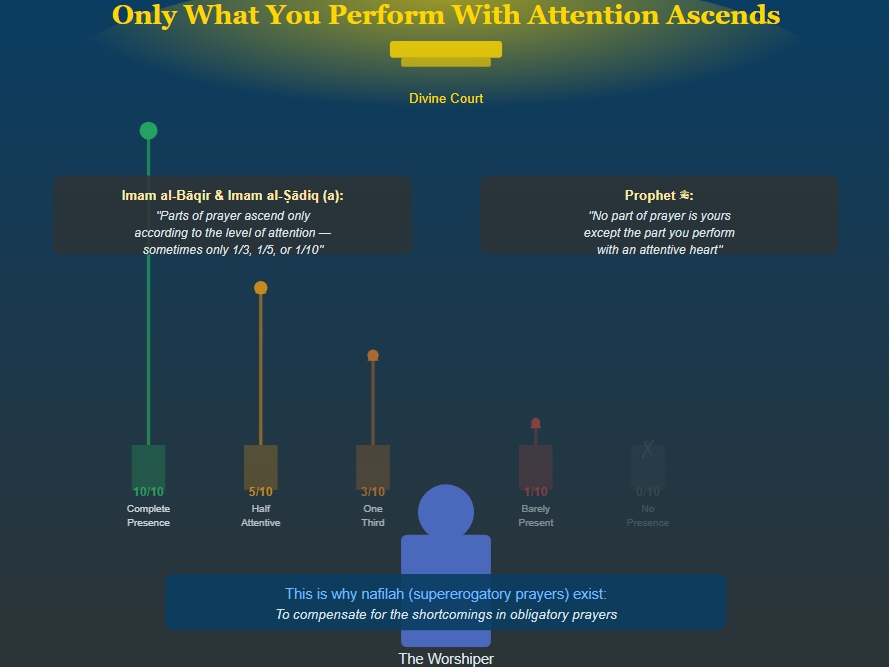 Only What You Perform With Attention Ascends
Divine Court
Imam al-Bāqir & Imam al-Ṣādiq (a):
"Parts of prayer ascend only
according to the level of attention —
sometimes only 1/3, 1/5, or 1/10"
Prophet ﷺ:
"No part of prayer is yours
except the part you perform
with an attentive heart"
10/10
Complete
Presence
5/10
Half
Attentive
3/10
One
Third
1/10
Barely
Present
✗
0/10
No
Presence
This is why nafilah (supererogatory prayers) exist:
To compensate for the shortcomings in obligatory prayers
The Worshiper